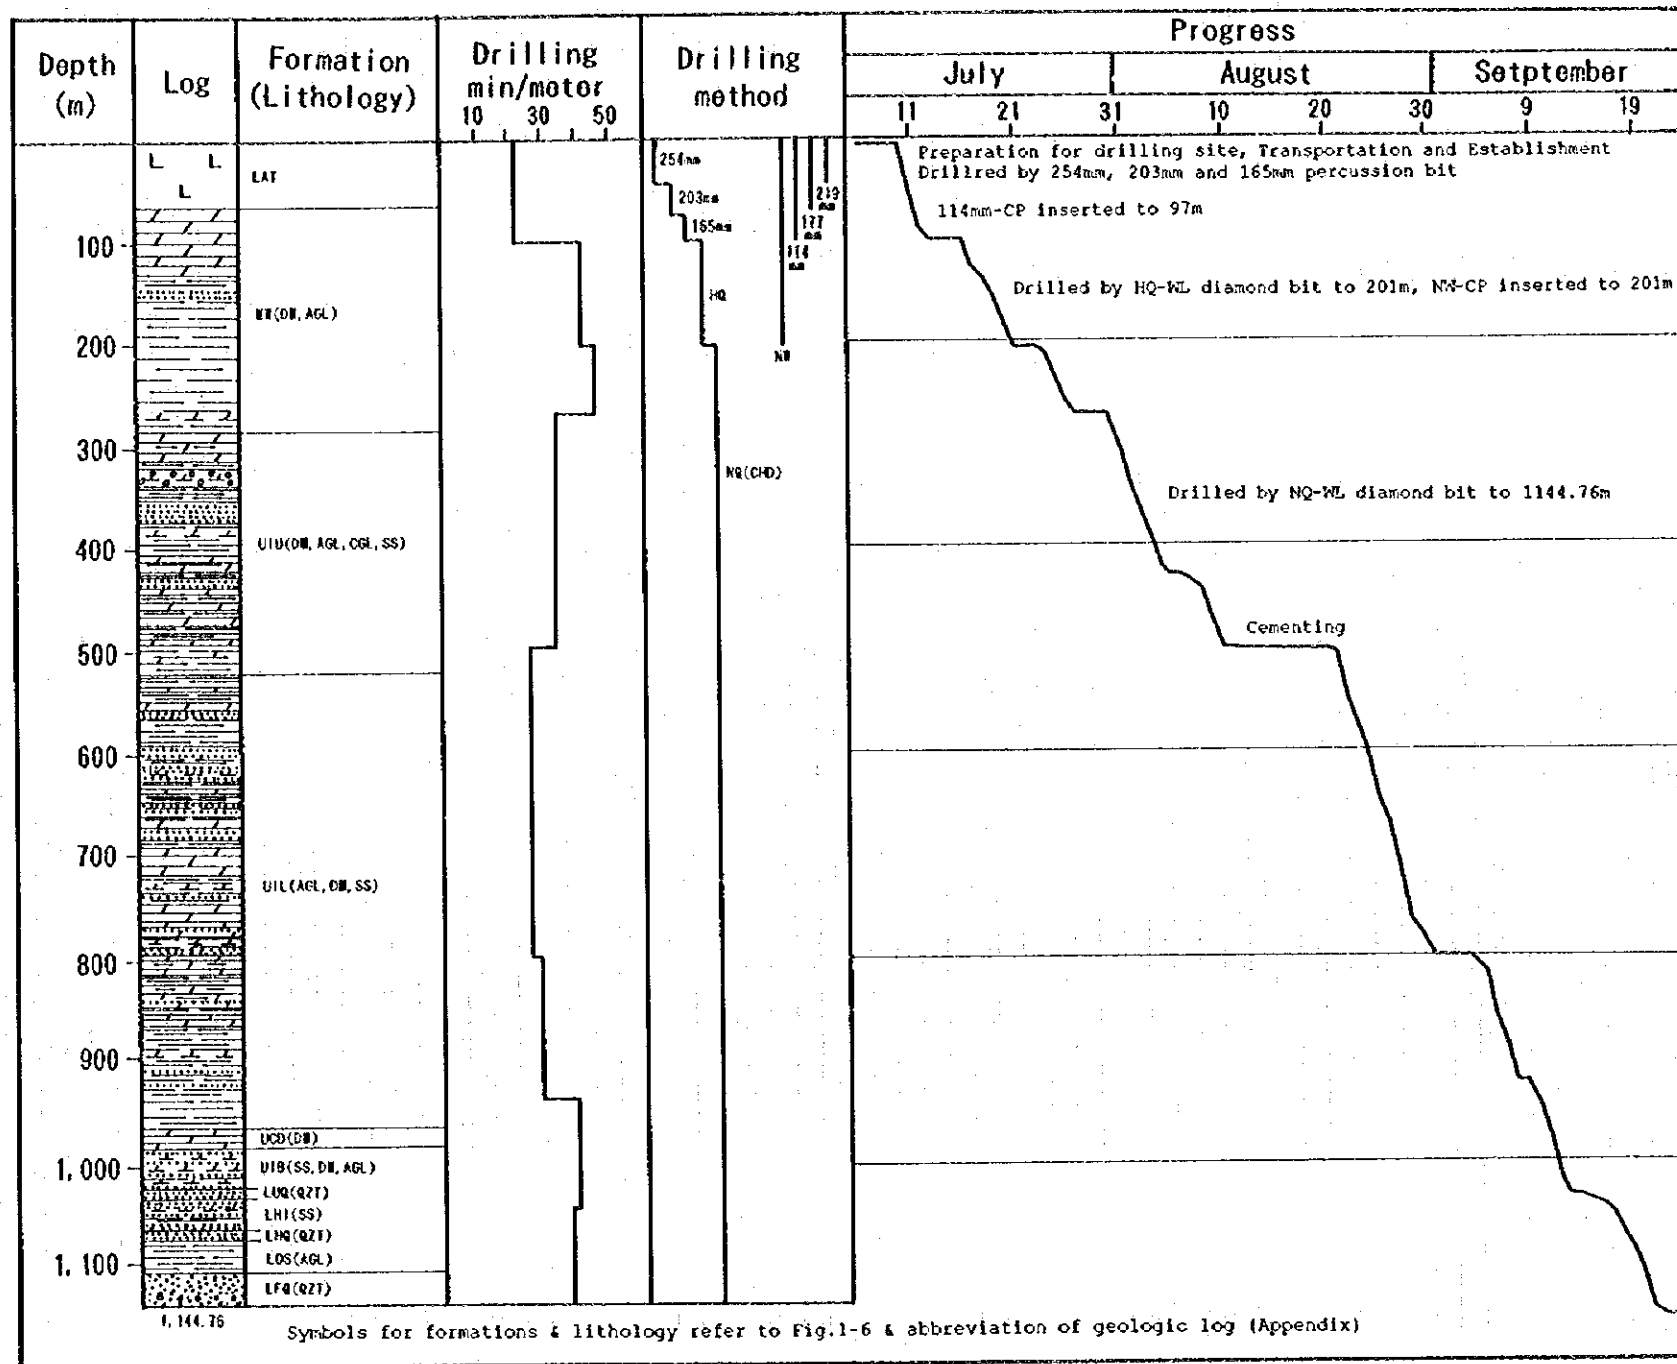 Depth
(m)
Log
Formation
(Lithology)
Drilling
min/meter
10 30 50
Drilling
method
Progress
July August Setptember
11 21 31 10 20 30 9 19
L L
L
LAT
254mm
203mm
165mm
219
mm
177
mm
114
mm
HQ
NW
NQ(CHD)
Preparation for drilling site, Transportation and Establishment
Drillred by 254mm, 203mm and 165mm percussion bit
114mm-CP inserted to 97m
Drilled by HQ-WL diamond bit to 201m, NW-CP inserted to 201m
Drilled by NQ-WL diamond bit to 1144.76m
Cementing
100
200
300
400
500
600
700
800
900
1,000
1,100
1,144.76
UIU(DM,AGL,CGL,SS)
UIL(AGL,DM,SS)
UCD(DM)
UIB(SS,DM,AGL)
LUQ(QZT)
LHI(SS)
LHQ(QZT)
LOS(AGL)
LFQ(QZT)
Symbols for formations & lithology refer to Fig.1-6 & abbreviation of geologic log (Appendix)